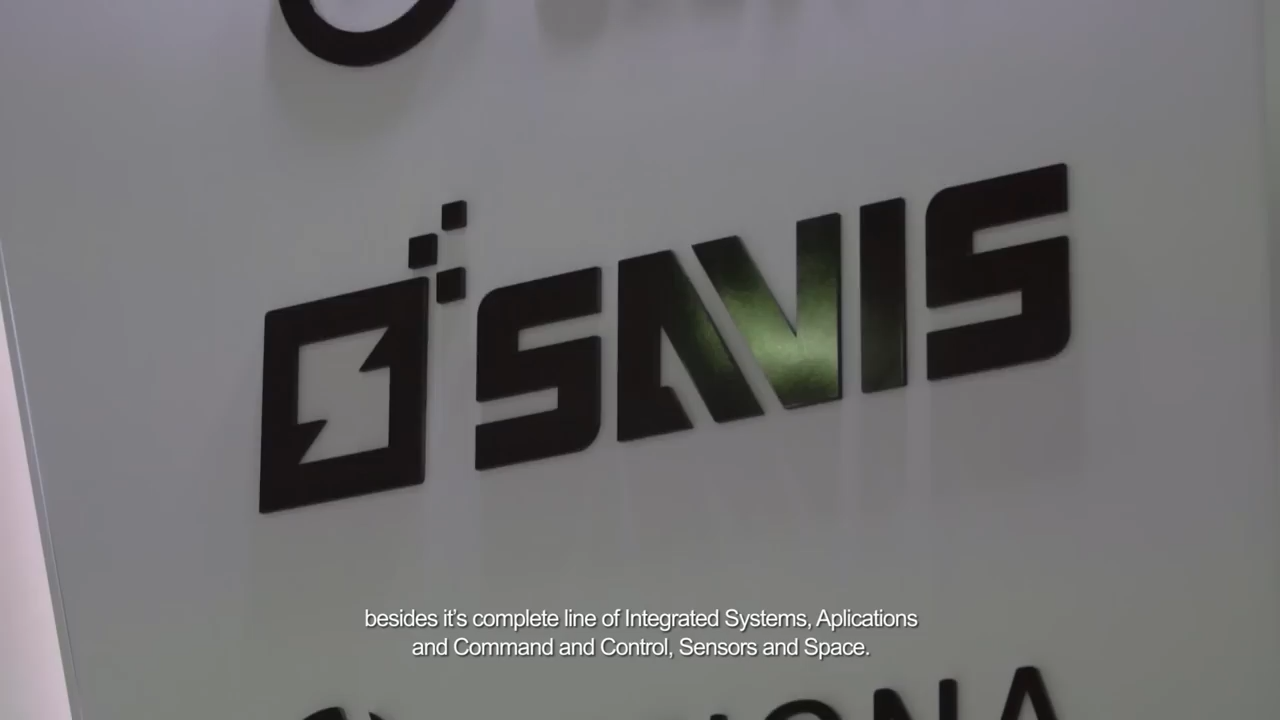 SAVIS
besides it's complete line of Integrated Systems, Aplications
and Command and Control, Sensors and Space.